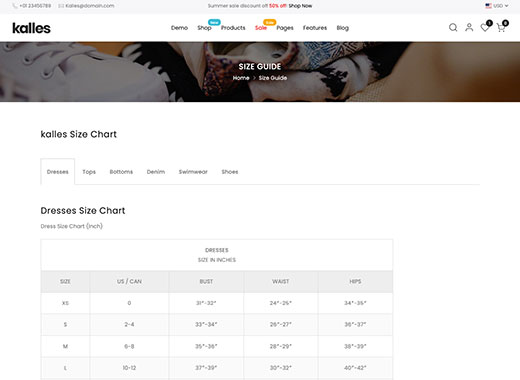 +01 23456789 Kalles@domain.com Summer sale discount off 50% off! Shop Now USD
kalles Demo Shop New Products Sale Sale Pages Features Blog 1 0
SIZE GUIDE
Home > Size Guide
kalles Size Chart
Dresses Tops Bottoms Denim Swimwear Shoes
Dresses Size Chart
Dress Size Chart (Inch)
DRESSES
SIZE IN INCHES
SIZE US / CAN BUST WAIST HIPS
XS 0 31"-32" 24"-25" 34"-35"
S 2-4 33"-34" 26"-27" 36"-37"
M 6-8 35"-36" 28"-29" 38"-39"
L 10-12 37"-39" 30"-32" 40"-42"